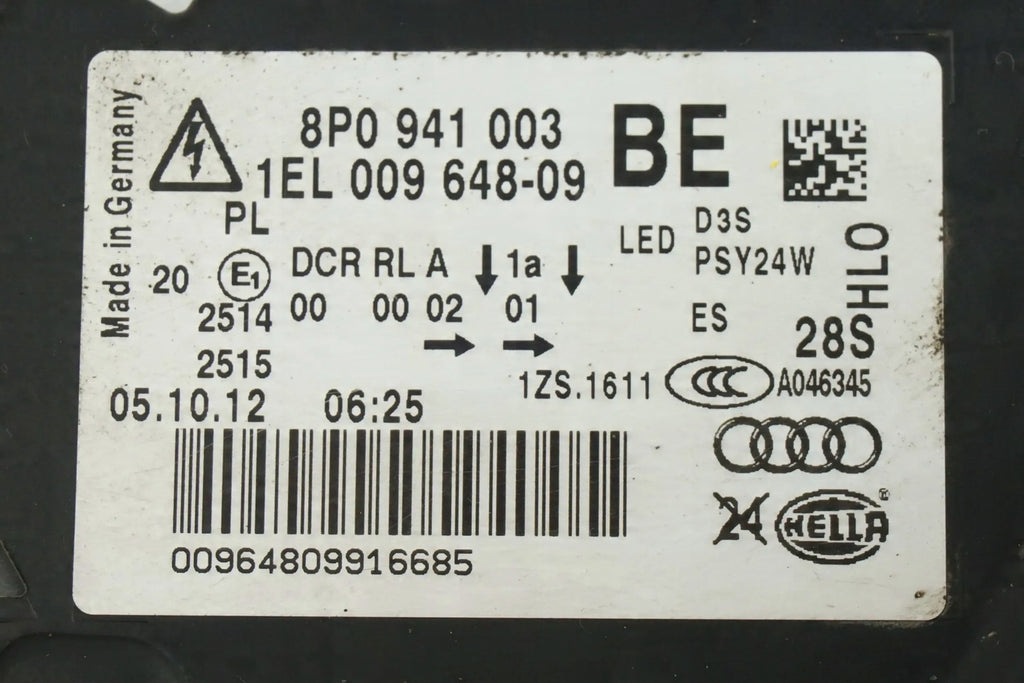 Made in Germany
8P0 941 003
1EL 009 648-09
BE
PL
LED
D3S
PSY24W
HLO
20 E1 DCR RL A 1a
2514 00 00 02 01
ES
28S
2515
1ZS.1611 CCC A046345
05.10.12 06:25
24 HELLA ®
00964809916685